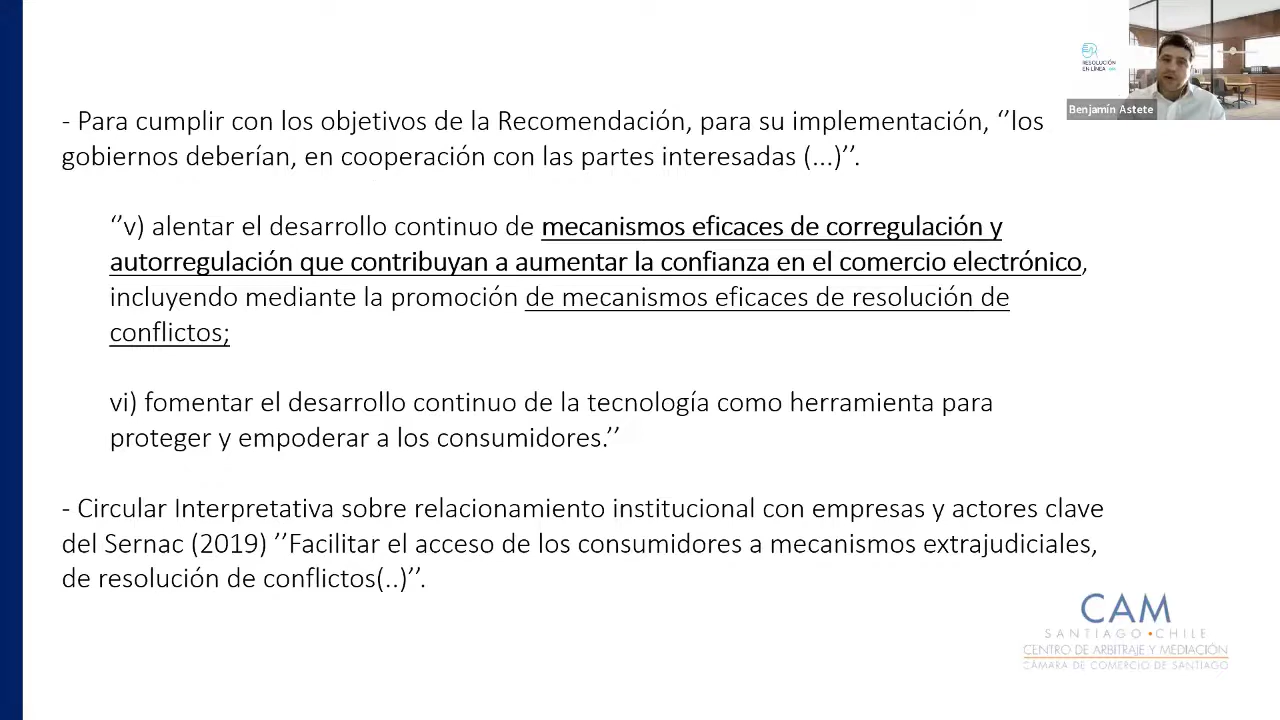 RESOLUCIÓN
EN LÍNEA
Benjamín Astete
- Para cumplir con los objetivos de la Recomendación, para su implementación, ‘’los
gobiernos deberían, en cooperación con las partes interesadas (...)’’.
‘’v) alentar el desarrollo continuo de mecanismos eficaces de corregulación y
autorregulación que contribuyan a aumentar la confianza en el comercio electrónico,
incluyendo mediante la promoción de mecanismos eficaces de resolución de
conflictos;
vi) fomentar el desarrollo continuo de la tecnología como herramienta para
proteger y empoderar a los consumidores.’’
- Circular Interpretativa sobre relacionamiento institucional con empresas y actores clave
del Sernac (2019) ’’Facilitar el acceso de los consumidores a mecanismos extrajudiciales,
de resolución de conflictos(..)’’.
CAM
SANTIAGO•CHILE
CENTRO DE ARBITRAJE Y MEDIACIÓN
CÁMARA DE COMERCIO DE SANTIAGO